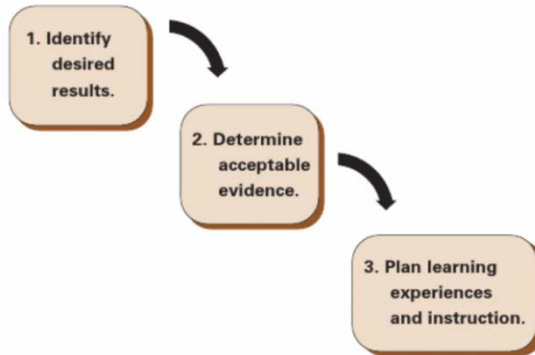 1. Identify
desired
results.
2. Determine
acceptable
evidence.
3. Plan learning
experiences
and instruction.